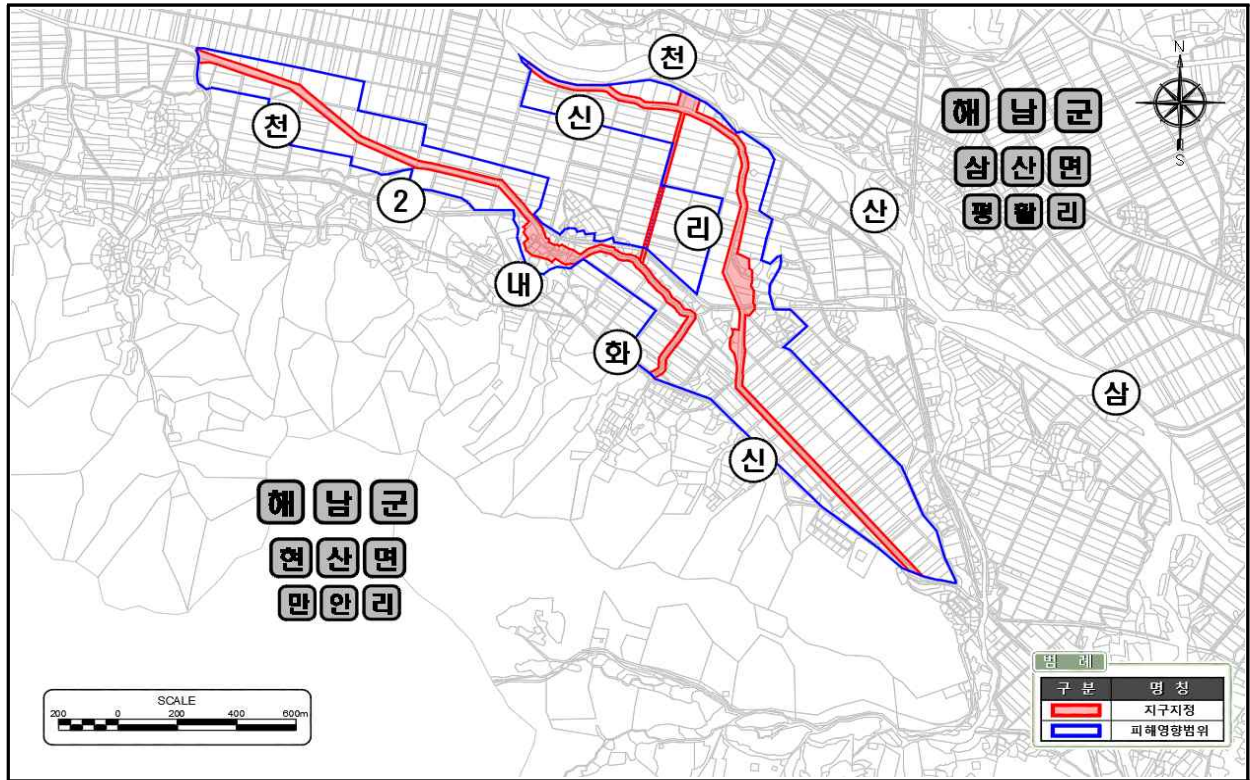 천
N
신
해남군
천
삼산면
2
산
평활리
리
S
내
화
삼
신
해남군
현산면
만안리
범 례
SCALE
구 분 명 칭
200 0 200 400 600m
지구지정
피해영향범위